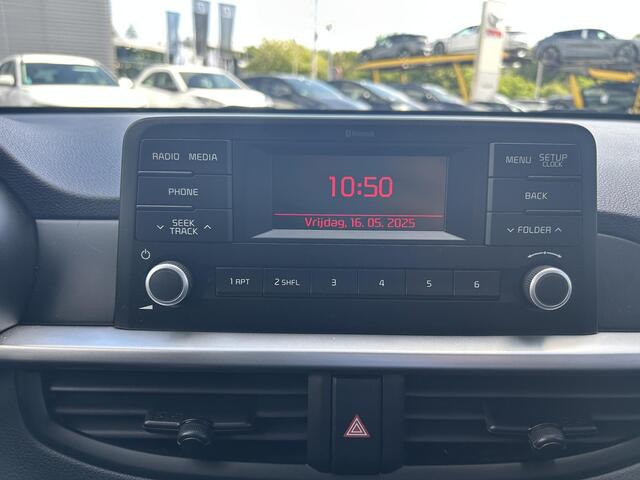 Bluetooth
RADIO MEDIA
MENU SETUP
CLOCK
10:50
PHONE
BACK
Vrijdag, 16. 05. 2025
SEEK
TRACK
FOLDER
1 RPT 2 SHFL 3 4 5 6